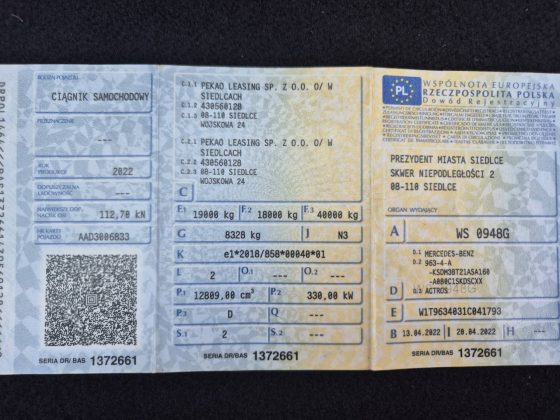 RODZAJ POJAZDU
CIĄGNIK SAMOCHODOWY
PRZEZNACZENIE
---
ROK PRODUKCJI
2022
DOPUSZCZALNA ŁADOWNOŚĆ
---
NAJWIĘKSZY DOP. NACISK OSI
112,70 kN
NR KARTY POJAZDU
AAD3006833
SERIA DR/BAS 1372661
C.1.1 PEKAO LEASING SP. Z O.O. O/W
SIEDLCACH
C.1.2 430560128
C.1.3 08-110 SIEDLCE
WOJSKOWA 24
C.2.1 PEKAO LEASING SP. Z O.O. O/W
SIEDLCACH
C.2.2 430560128
C.2.3 08-110 SIEDLCE
WOJSKOWA 24
C
F.1 19000 kg F.2 18000 kg F.3 40000 kg
G 8328 kg J N3
K e1*2018/858*00040*01
L 2 O.1 --- O.2 ---
P.1 12809,00 cm³ P.2 330,00 kW
P.3 D Q ---
S.1 2 S.2 ---
SERIA DR/BAS 1372661
PL
WSPÓLNOTA EUROPEJSKA
RZECZPOSPOLITA POLSKA
Dowód Rejestracyjny
PREZYDENT MIASTA SIEDLCE
SKWER NIEPODLEGŁOŚCI 2
08-110 SIEDLCE
ORGAN WYDAJĄCY
A WS 0948G
D.1 MERCEDES-BENZ
D.2 963-4-A
-KSDM3BT21ASA160
-A080C1SKDSCXX
D D.3 ACTROS
E W1T9634031C041793
B 13.04.2022 I 20.04.2022 H ---
SERIA DR/BAS 1372661